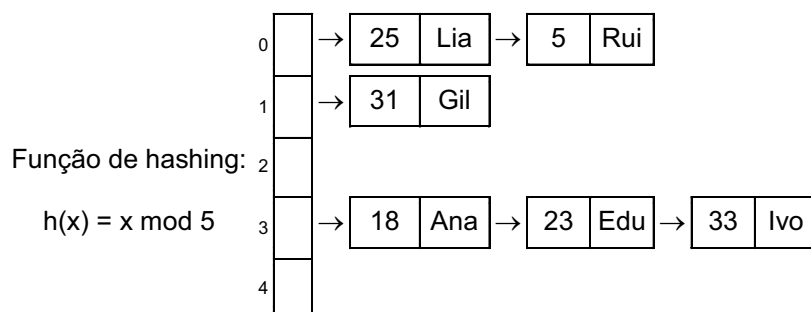 0 → 25 Lia → 5 Rui
1 → 31 Gil
Função de hashing: 2
h(x) = x mod 5 3 → 18 Ana → 23 Edu → 33 Ivo
4